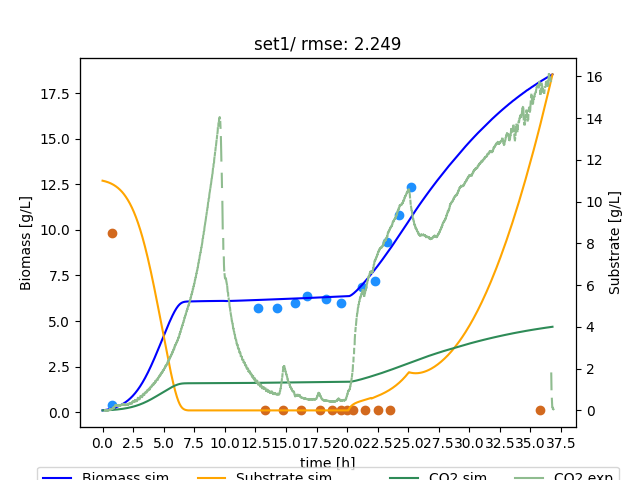 set1/ rmse: 2.249
Biomass [g/L]
17.5
15.0
12.5
10.0
7.5
5.0
2.5
0.0
16
14
12
10
8
6
4
2
0
Substrate [g/L]
0.0 2.5 5.0 7.5 10.0 12.5 15.0 17.5 20.0 22.5 25.0 27.5 30.0 32.5 35.0 37.5
time [h]
Biomass sim Substrate sim CO2 sim CO2 exp